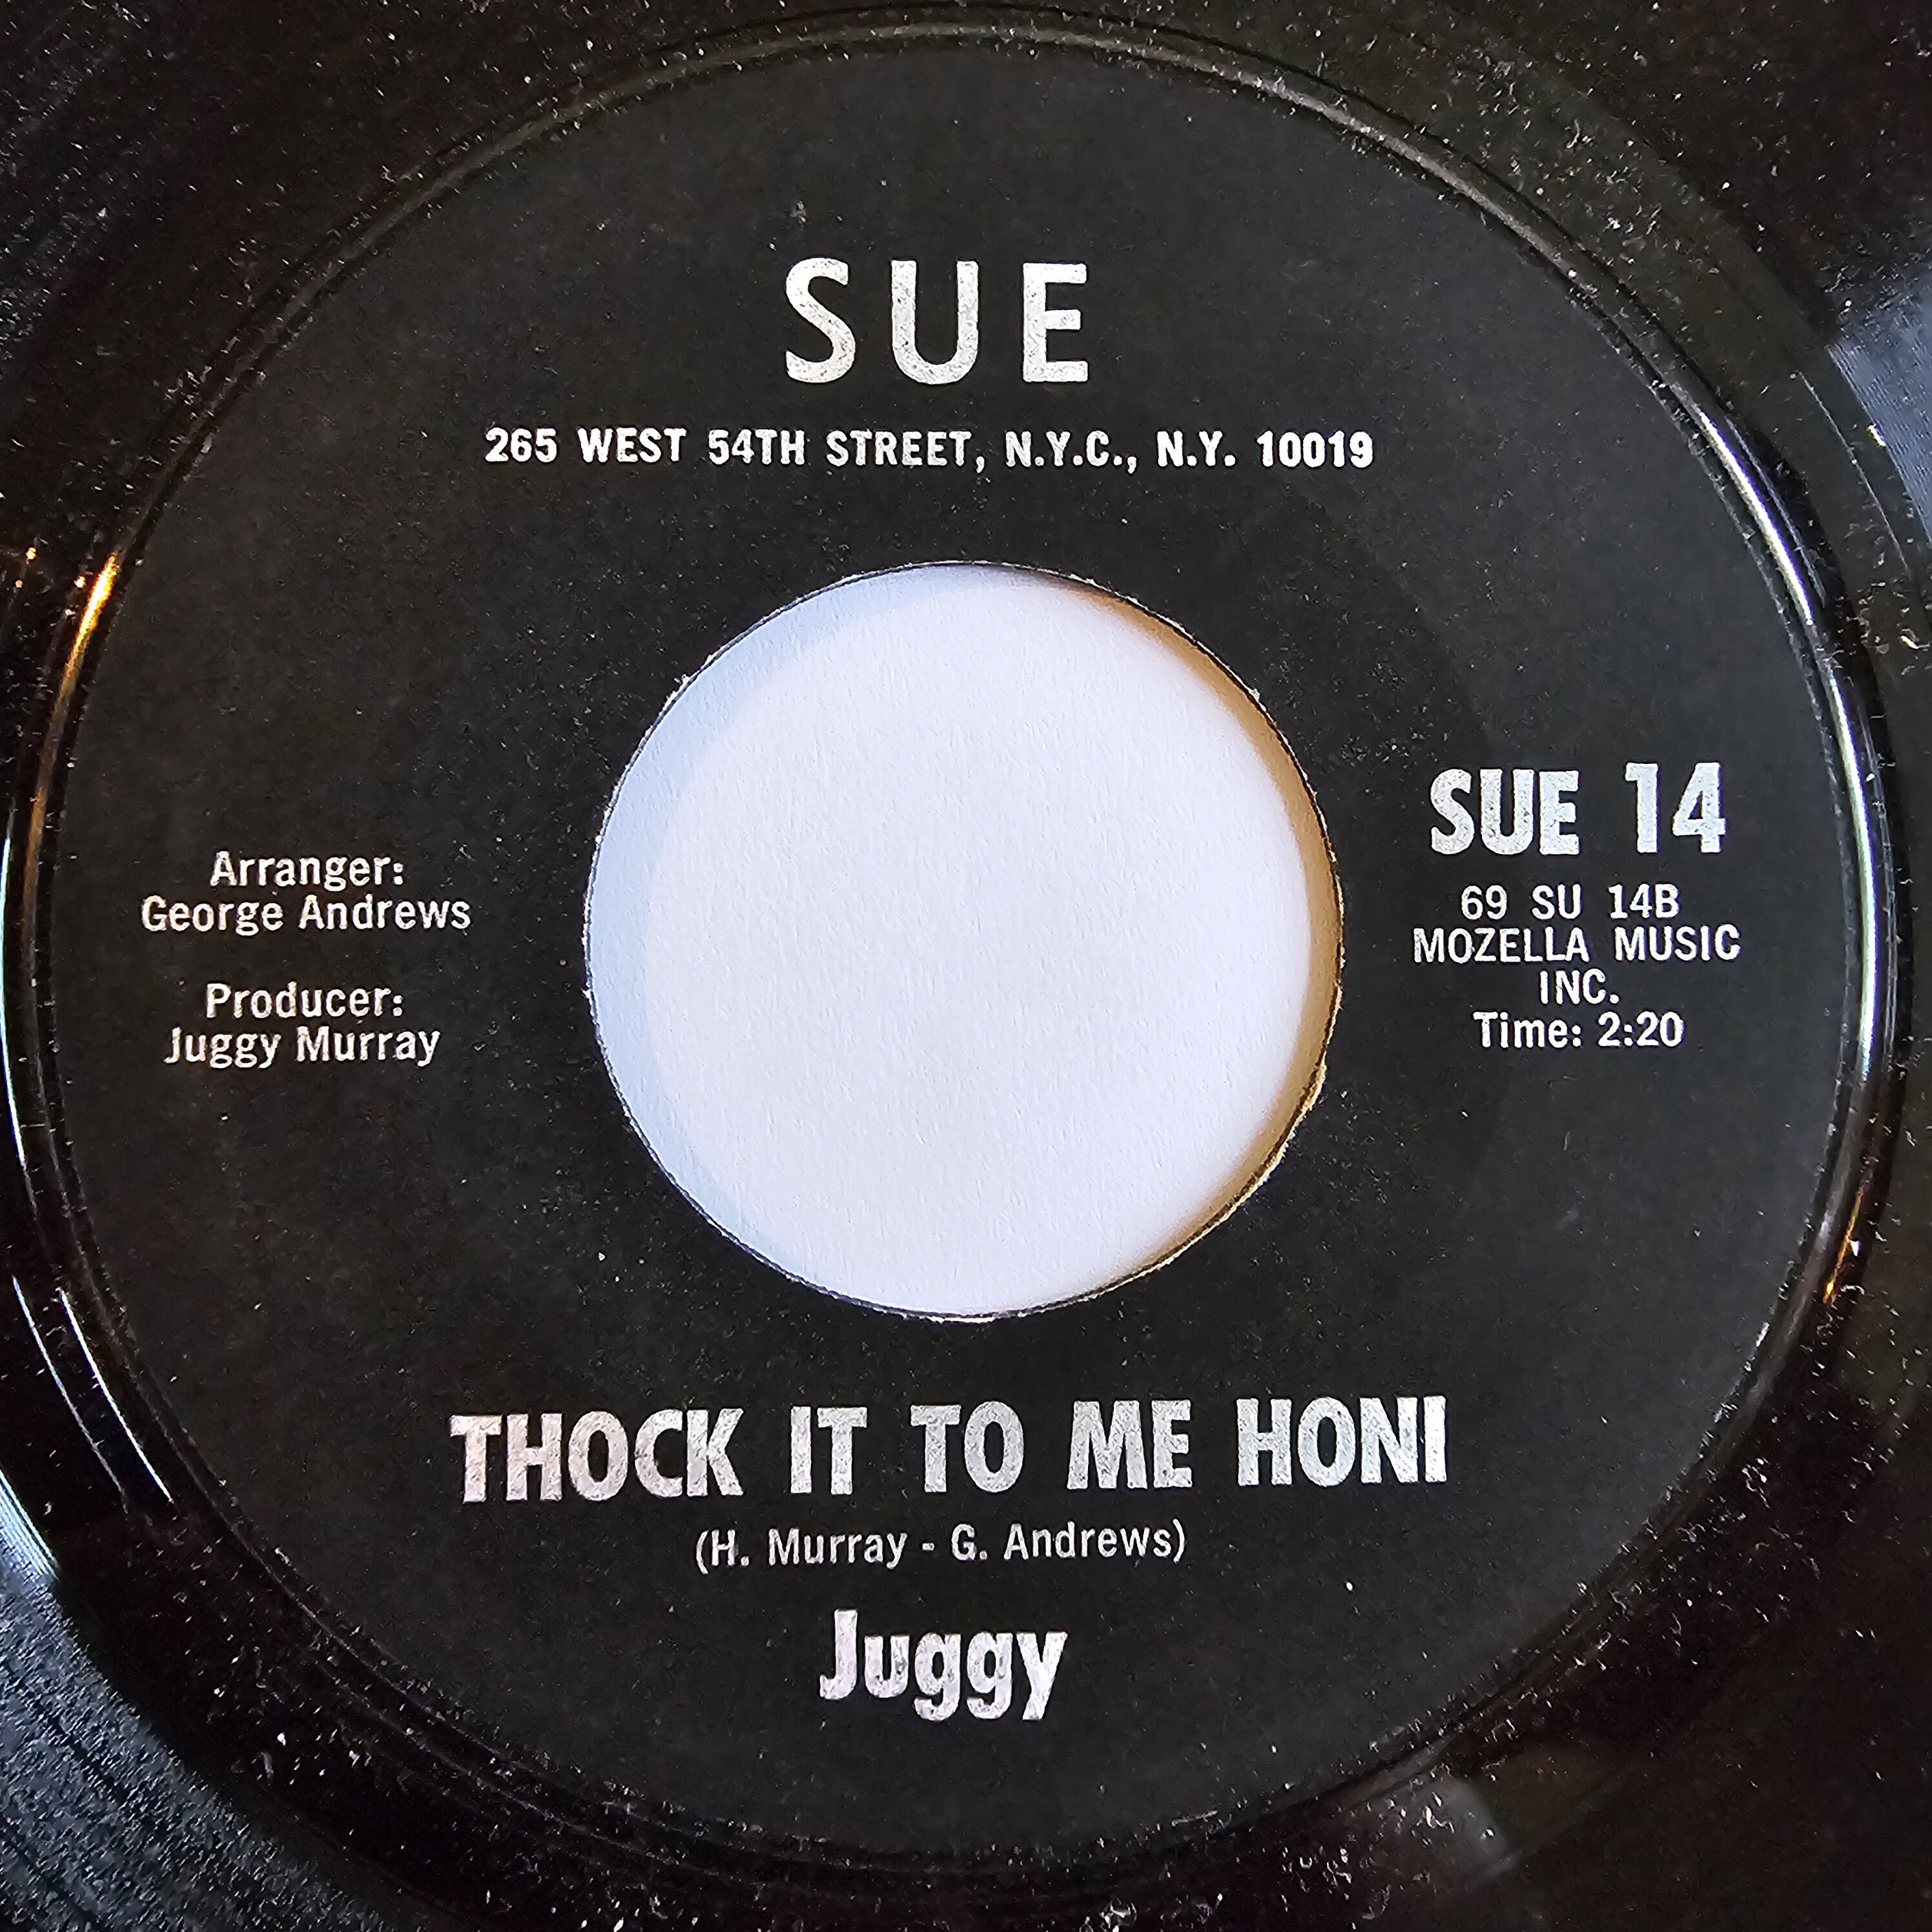 SUE
265 WEST 54TH STREET, N.Y.C., N.Y. 10019
Arranger:
George Andrews
Producer:
Juggy Murray
SUE 14
69 SU 14B
MOZELLA MUSIC
INC.
Time: 2:20
THOCK IT TO ME HONI
(H. Murray - G. Andrews)
Juggy